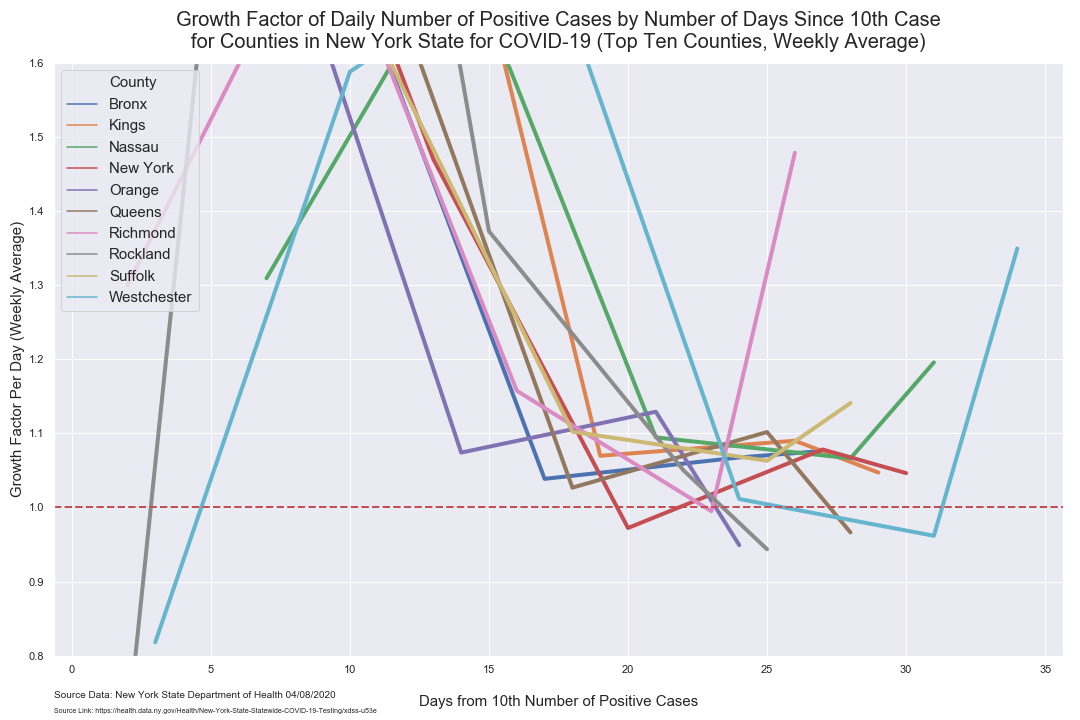 Growth Factor of Daily Number of Positive Cases by Number of Days Since 10th Case
for Counties in New York State for COVID-19 (Top Ten Counties, Weekly Average)
Growth Factor Per Day (Weekly Average)
1.6
1.5
1.4
1.3
1.2
1.1
1.0
0.9
0.8
County
Bronx
Kings
Nassau
New York
Orange
Queens
Richmond
Rockland
Suffolk
Westchester
0 5 10 15 20 25 30 35
Days from 10th Number of Positive Cases
Source Data: New York State Department of Health 04/08/2020
Source Link: https://health.data.ny.gov/Health/New-York-State-Statewide-COVID-19-Testing/xdss-u53e